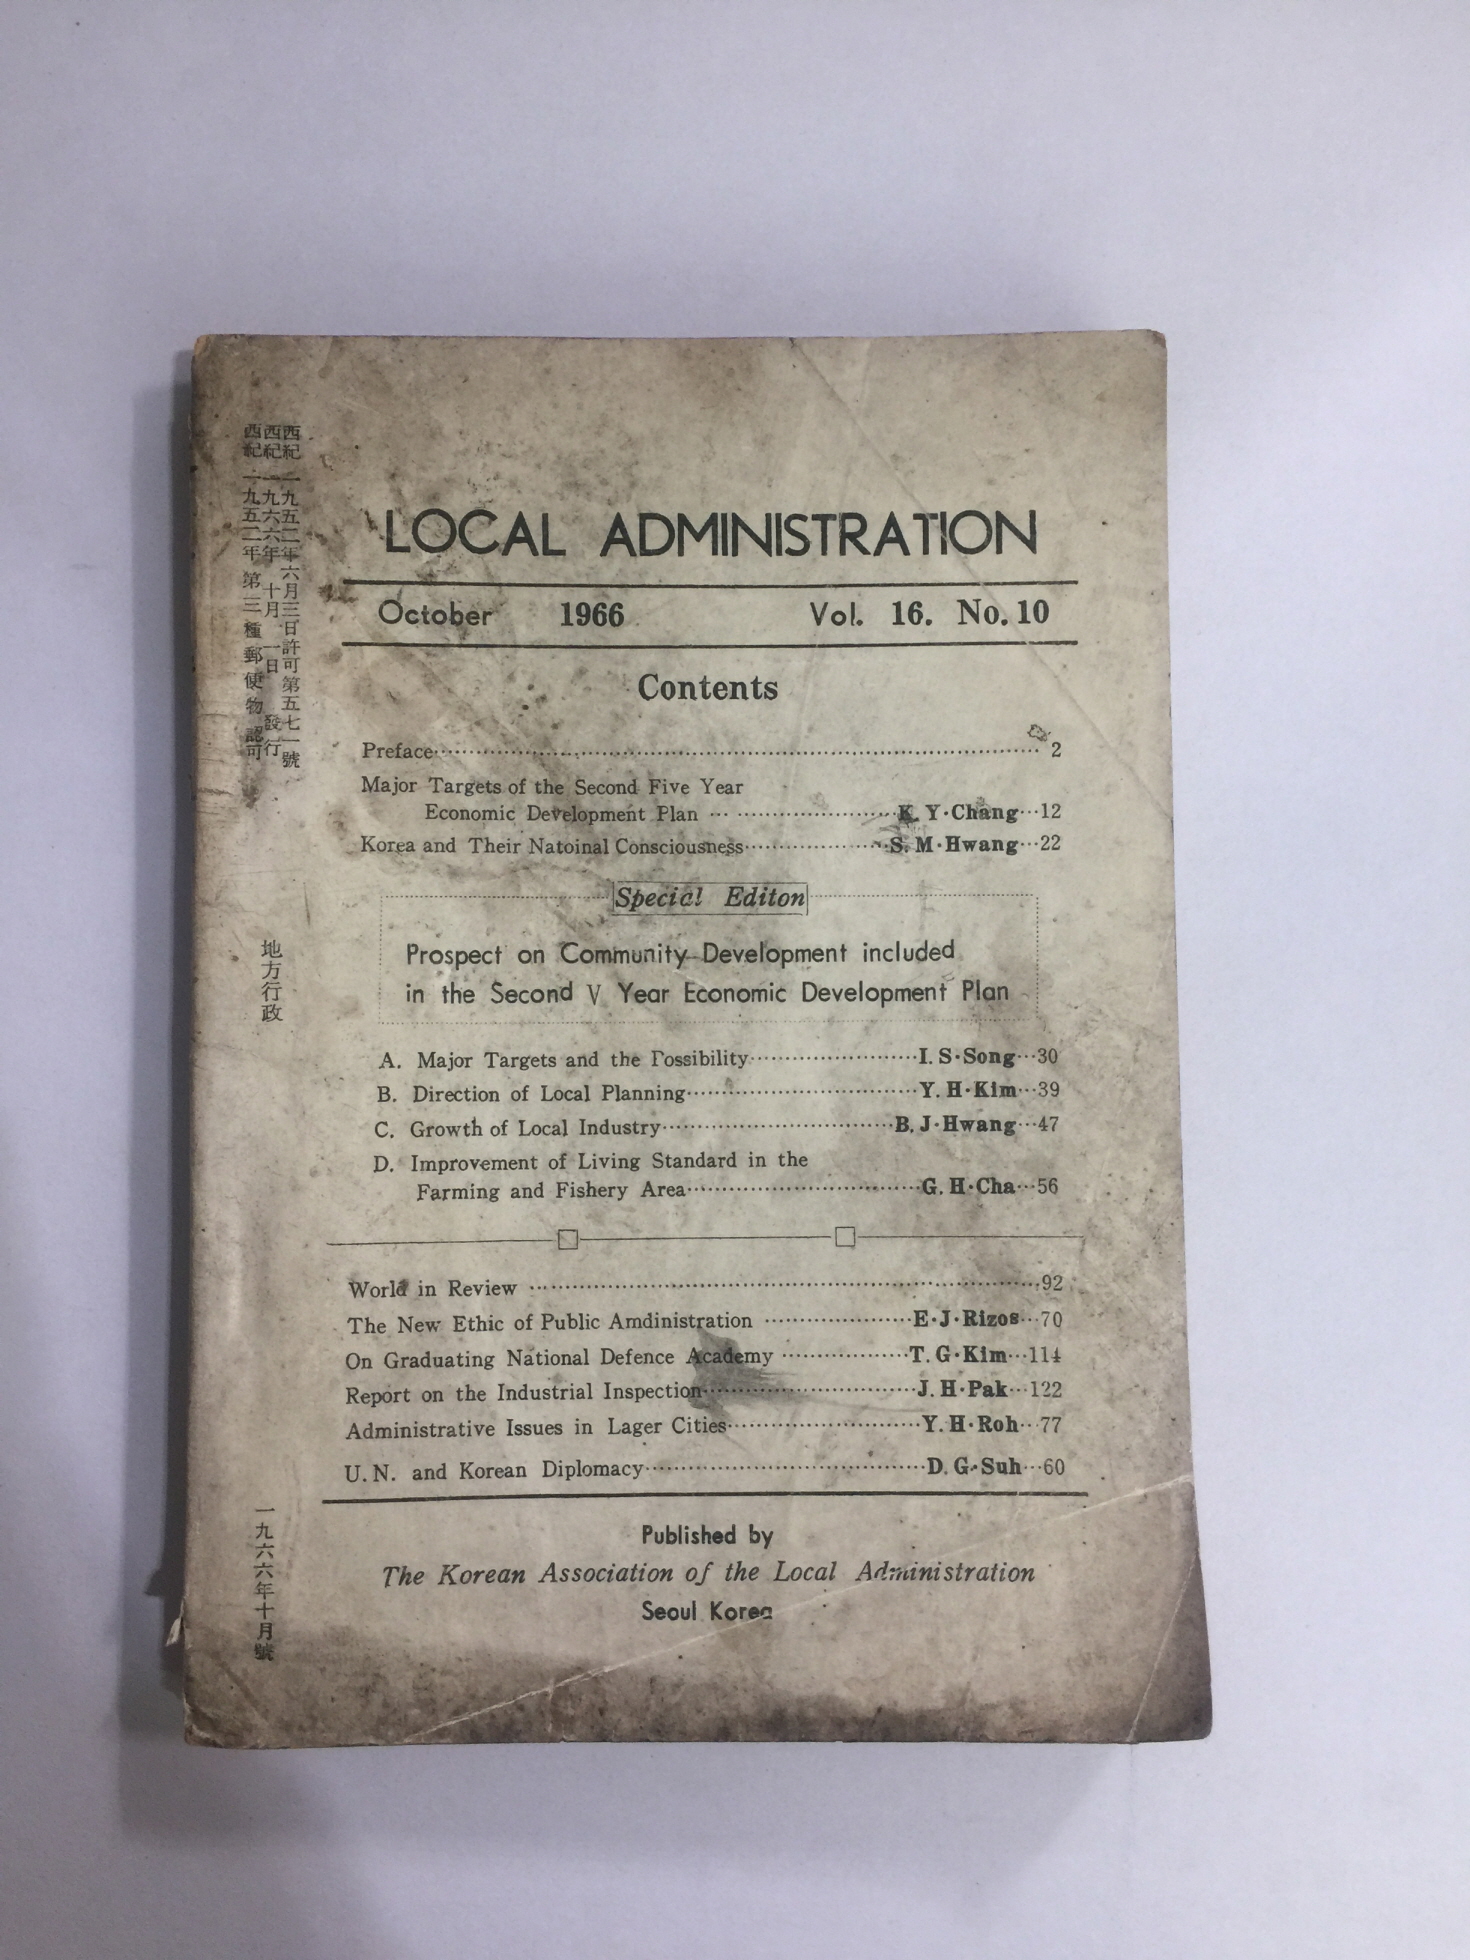 LOCAL ADMINISTRATION
October 1966 Vol. 16. No. 10
Contents
Preface 2
Major Targets of the Second Five Year
Economic Development Plan K. Y. Chang 12
Korea and Their Natoinal Consciousness S. M. Hwang 22
Special Editon
Prospect on Community Development included
in the Second V Year Economic Development Plan
A. Major Targets and the Possibility I. S. Song 30
B. Direction of Local Planning Y. H. Kim 39
C. Growth of Local Industry B. J. Hwang 47
D. Improvement of Living Standard in the
Farming and Fishery Area G. H. Cha 56
World in Review 92
The New Ethic of Public Amdinistration E. J. Rizos 70
On Graduating National Defence Academy T. G. Kim 114
Report on the Industrial Inspection J. H. Pak 122
Administrative Issues in Lager Cities Y. H. Roh 77
U. N. and Korean Diplomacy D. G. Suh 60
Published by
The Korean Association of the Local Administration
Seoul Korea
西紀一九五二年六月三日許可第五七一號
西紀一九六六年十月一日發行
西紀一九五二年第三種郵便物認可
地方行政
一九六六年十月號